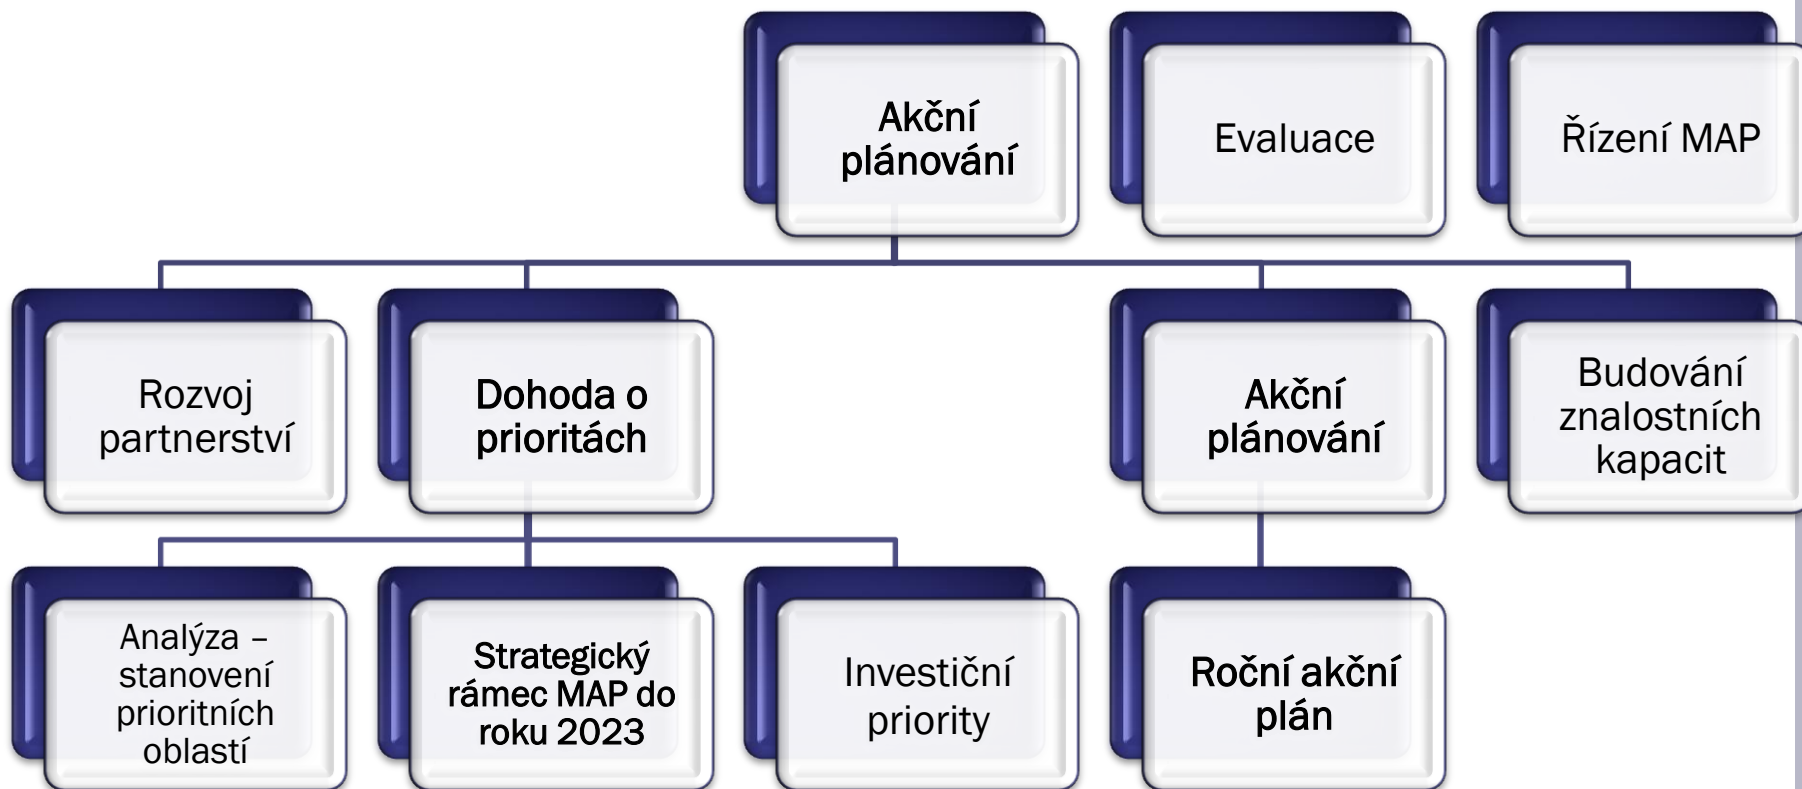 Akční
plánování
Evaluace
Řízení MAP
Rozvoj
partnerství
Dohoda o
prioritách
Akční
plánování
Budování
znalostních
kapacit
Analýza –
stanovení
prioritních
oblastí
Strategický
rámec MAP do
roku 2023
Investiční
priority
Roční akční
plán